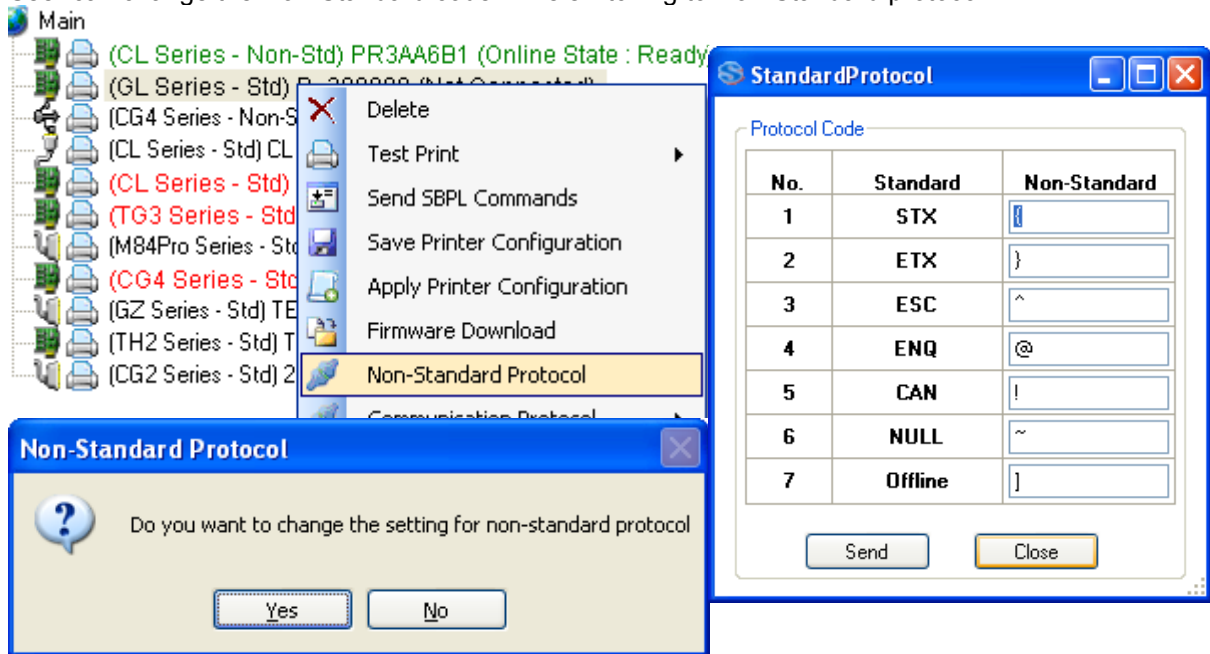 Main
(CL Series - Non-Std) PR3AA6B1 (Online State : Ready
(GL Series - Std)
(CG4 Series - Non-S
(CL Series - Std) CL
(CL Series - Std)
(TG3 Series - Std
(M84Pro Series - Std
(CG4 Series - Std
(GZ Series - Std) TE
(TH2 Series - Std) T
(CG2 Series - Std) 2
Delete
Test Print
Send SBPL Commands
Save Printer Configuration
Apply Printer Configuration
Firmware Download
Non-Standard Protocol
Communication Protocol
StandardProtocol
Protocol Code
No. Standard Non-Standard
1 STX {
2 ETX }
3 ESC ^
4 ENQ @
5 CAN !
6 NULL ~
7 Offline ]
Send Close
Non-Standard Protocol
Do you want to change the setting for non-standard protocol
Yes No